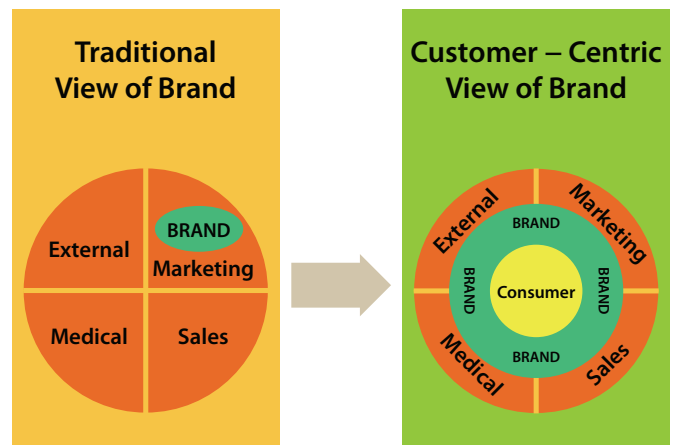 Traditional
View of Brand
External
BRAND
Marketing
Medical
Sales
Customer – Centric
View of Brand
External
Marketing
BRAND
BRAND
Consumer
BRAND
BRAND
Medical
Sales